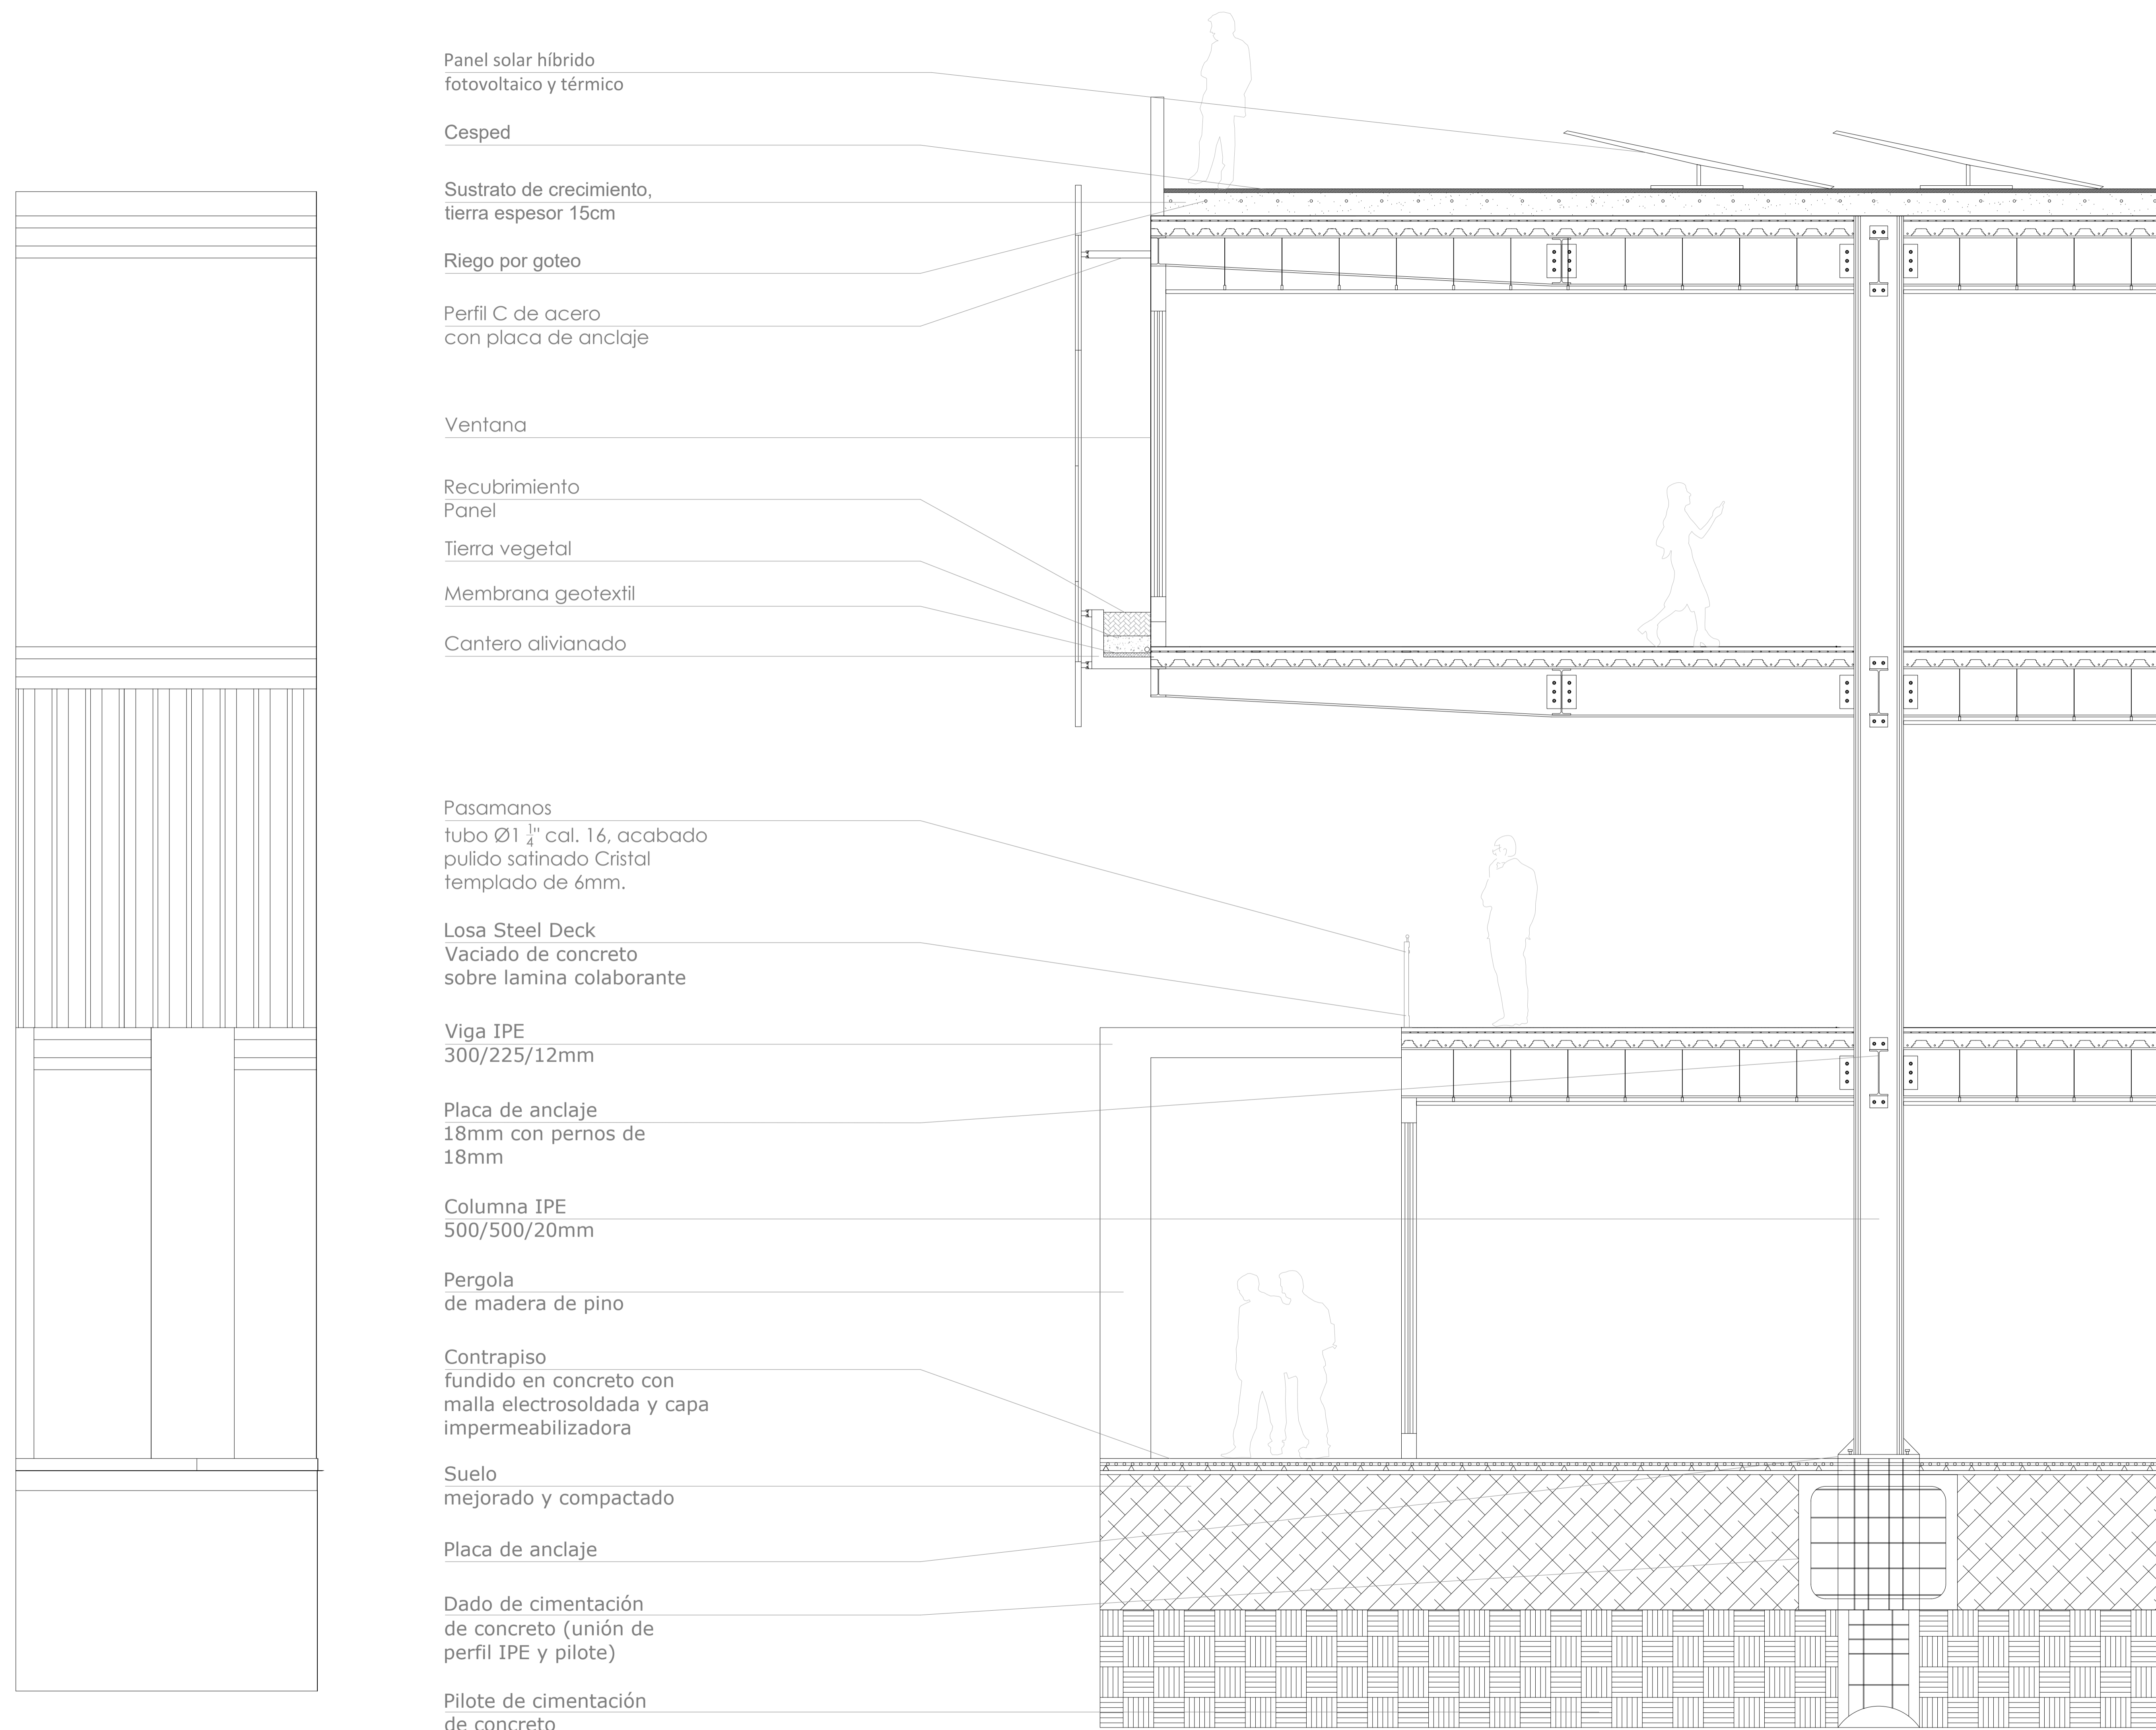 Panel solar híbrido
fotovoltaico y térmico
Cesped
Sustrato de crecimiento,
tierra espesor 15cm
Riego por goteo
Perfil C de acero
con placa de anclaje
Ventana
Recubrimiento
Panel
Tierra vegetal
Membrana geotextil
Cantero alivianado
Pasamanos
tubo Ø1 1/4" cal. 16, acabado
pulido satinado Cristal
templado de 6mm.
Losa Steel Deck
Vaciado de concreto
sobre lamina colaborante
Viga IPE
300/225/12mm
Placa de anclaje
18mm con pernos de
18mm
Columna IPE
500/500/20mm
Pergola
de madera de pino
Contrapiso
fundido en concreto con
malla electrosoldada y capa
impermeabilizadora
Suelo
mejorado y compactado
Placa de anclaje
Dado de cimentación
de concreto (unión de
perfil IPE y pilote)
Pilote de cimentación
de concreto